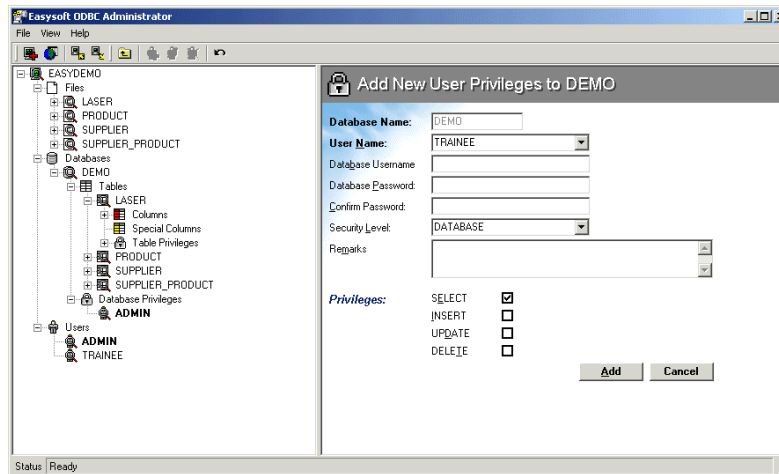 Easysoft ODBC Administrator
File View Help
EASYDEMO
Files
LASER
PRODUCT
SUPPLIER
SUPPLIER_PRODUCT
Databases
DEMO
Tables
LASER
Columns
Special Columns
Table Privileges
PRODUCT
SUPPLIER
SUPPLIER_PRODUCT
Database Privileges
ADMIN
Users
ADMIN
TRAINEE
Add New User Privileges to DEMO
Database Name: DEMO
User Name: TRAINEE
Database Username
Database Password:
Confirm Password:
Security Level: DATABASE
Remarks
Privileges: SELECT
INSERT
UPDATE
DELETE
Add Cancel
Status Ready